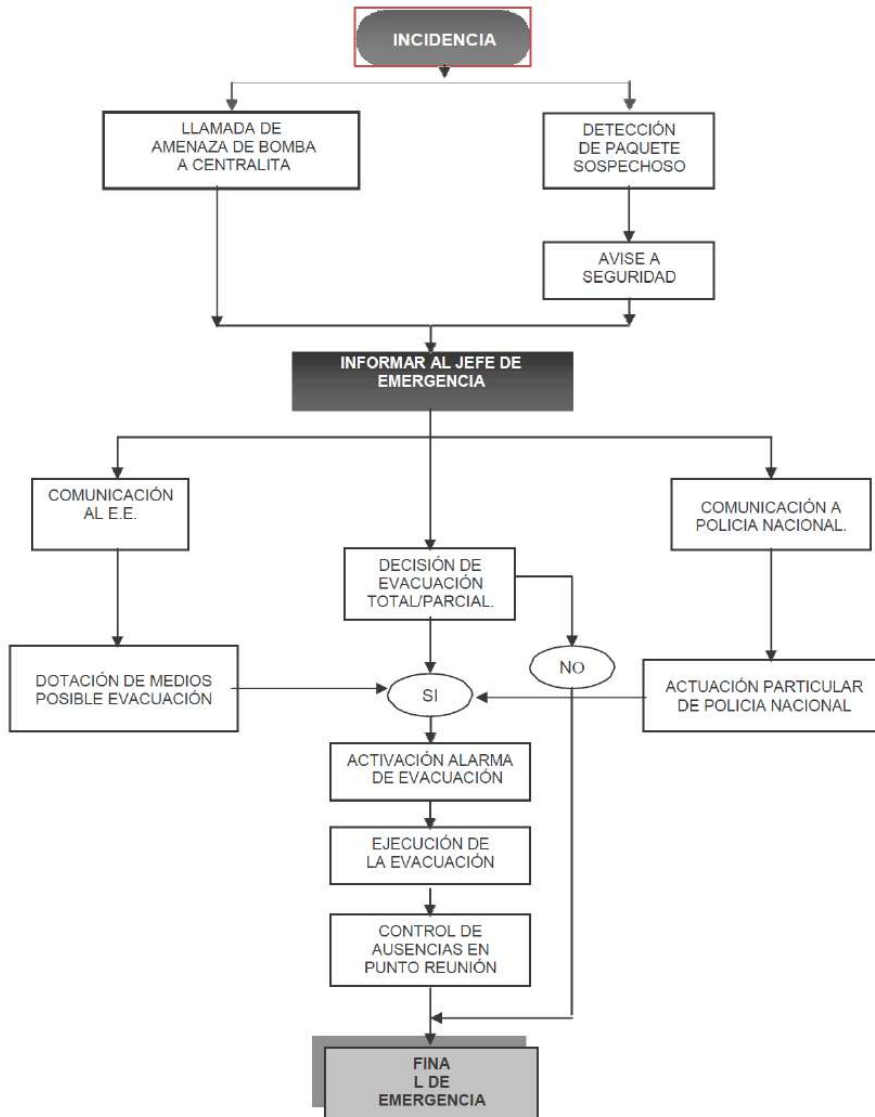 INCIDENCIA
LLAMADA DE
AMENAZA DE BOMBA
A CENTRALITA
DETECCIÓN
DE PAQUETE
SOSPECHOSO
AVISE A
SEGURIDAD
INFORMAR AL JEFE DE
EMERGENCIA
COMUNICACIÓN
AL E.E.
COMUNICACIÓN A
POLICIA NACIONAL.
DECISIÓN DE
EVACUACIÓN
TOTAL/PARCIAL.
NO
DOTACIÓN DE MEDIOS
POSIBLE EVACUACIÓN
SI
ACTUACIÓN PARTICULAR
DE POLICIA NACIONAL
ACTIVACIÓN ALARMA
DE EVACUACIÓN
EJECUCIÓN DE
LA EVACUACIÓN
CONTROL DE
AUSENCIAS EN
PUNTO REUNIÓN
FINA
L DE
EMERGENCIA